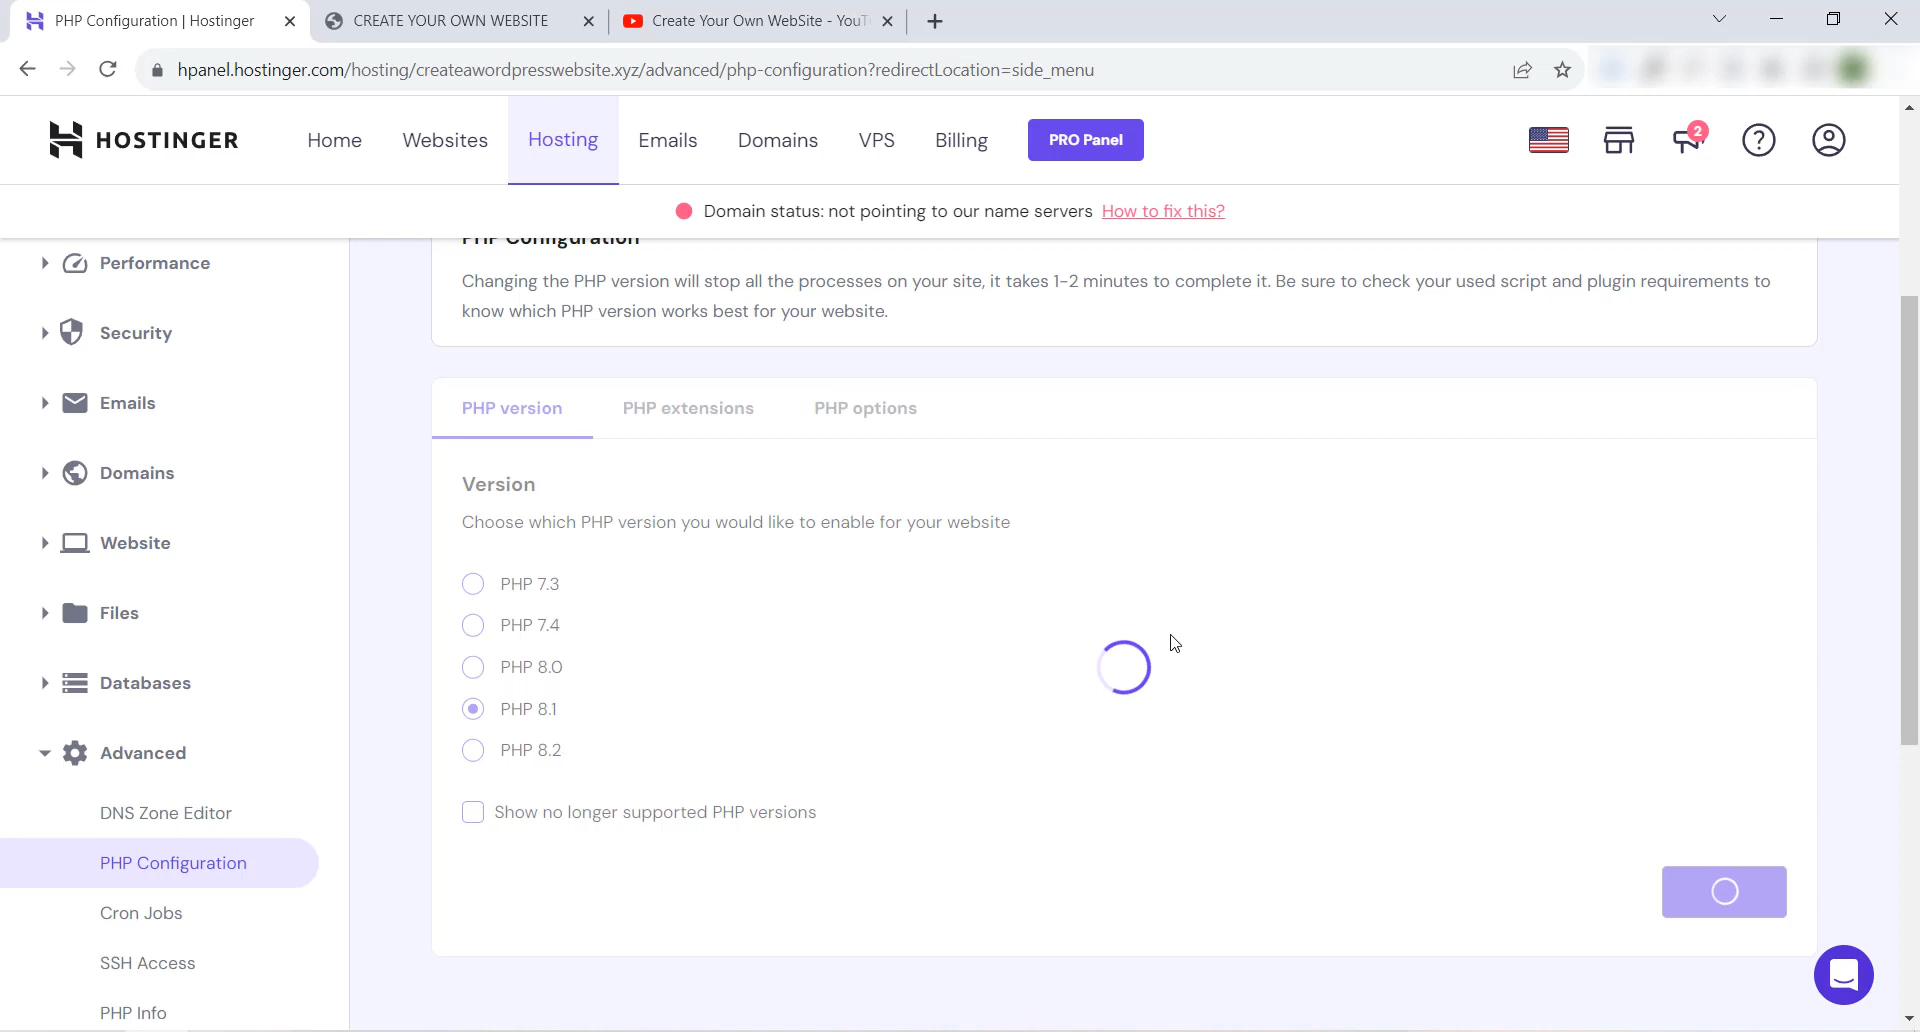 PHP Configuration | Hostinger
CREATE YOUR OWN WEBSITE
Create Your Own WebSite - YouT
hpanel.hostinger.com/hosting/createawordpresswebsite.xyz/advanced/php-configuration?redirectLocation=side_menu
HOSTINGER
Home
Websites
Hosting
Emails
Domains
VPS
Billing
PRO Panel
2
Domain status: not pointing to our name servers How to fix this?
Performance
Security
Emails
Domains
Website
Files
Databases
Advanced
DNS Zone Editor
PHP Configuration
Cron Jobs
SSH Access
PHP Info
PHP Configuration
Changing the PHP version will stop all the processes on your site, it takes 1-2 minutes to complete it. Be sure to check your used script and plugin requirements to
know which PHP version works best for your website.
PHP version
PHP extensions
PHP options
Version
Choose which PHP version you would like to enable for your website
PHP 7.3
PHP 7.4
PHP 8.0
PHP 8.1
PHP 8.2
Show no longer supported PHP versions